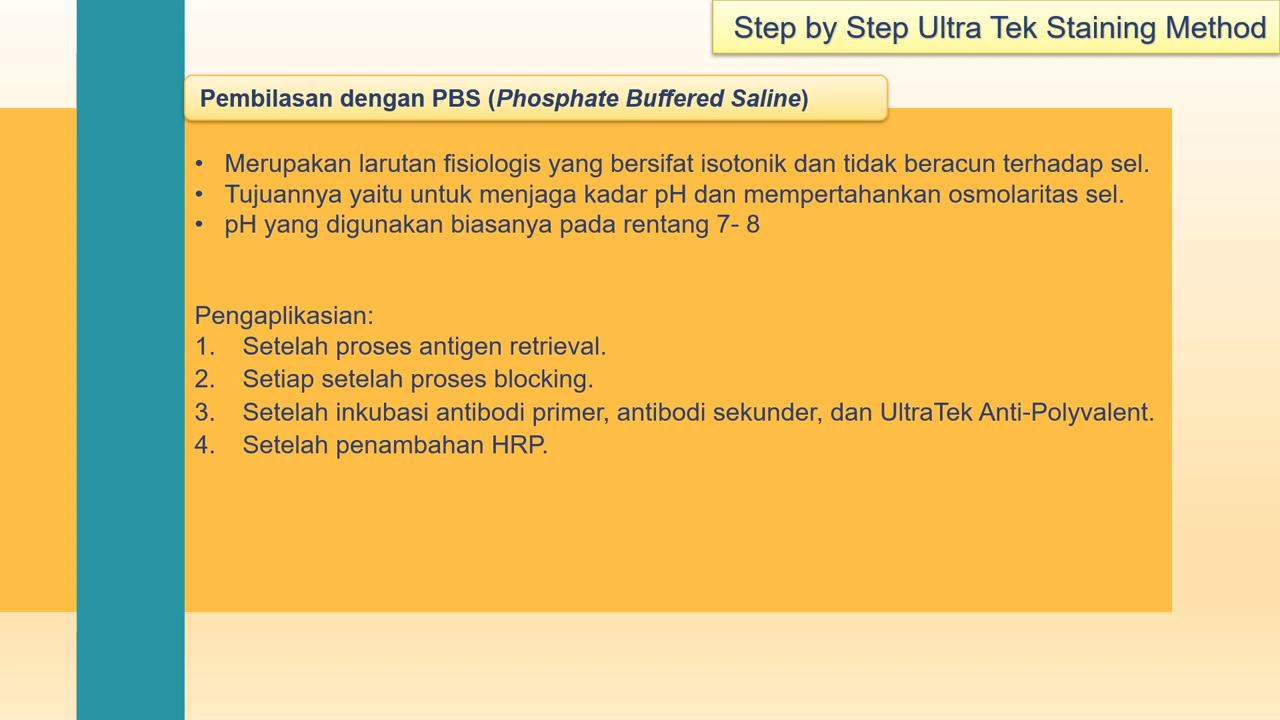 Step by Step Ultra Tek Staining Method
Pembilasan dengan PBS (Phosphate Buffered Saline)
• Merupakan larutan fisiologis yang bersifat isotonik dan tidak beracun terhadap sel.
• Tujuannya yaitu untuk menjaga kadar pH dan mempertahankan osmolaritas sel.
• pH yang digunakan biasanya pada rentang 7- 8
Pengaplikasian:
1. Setelah proses antigen retrieval.
2. Setiap setelah proses blocking.
3. Setelah inkubasi antibodi primer, antibodi sekunder, dan UltraTek Anti-Polyvalent.
4. Setelah penambahan HRP.